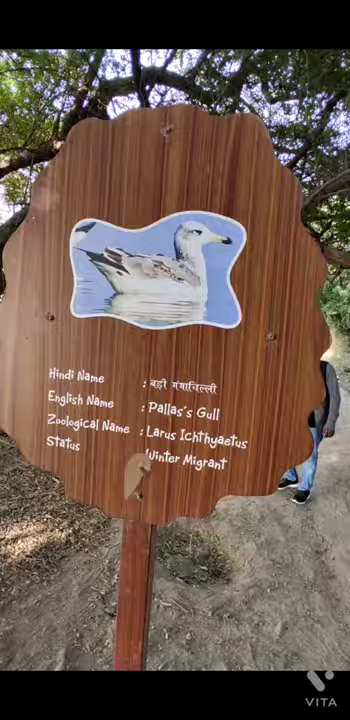 Hindi Name : बड़ी गंगाचिल्ली
English Name : Pallas's Gull
Zoological Name : Larus Ichthyaetus
Status : Winter Migrant
VITA